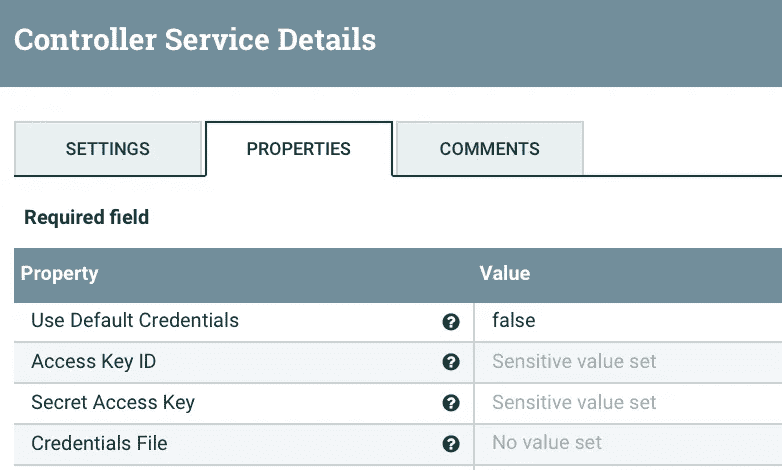 Controller Service Details
SETTINGS PROPERTIES COMMENTS
Required field
Property Value
Use Default Credentials ? false
Access Key ID ? Sensitive value set
Secret Access Key ? Sensitive value set
Credentials File ? No value set